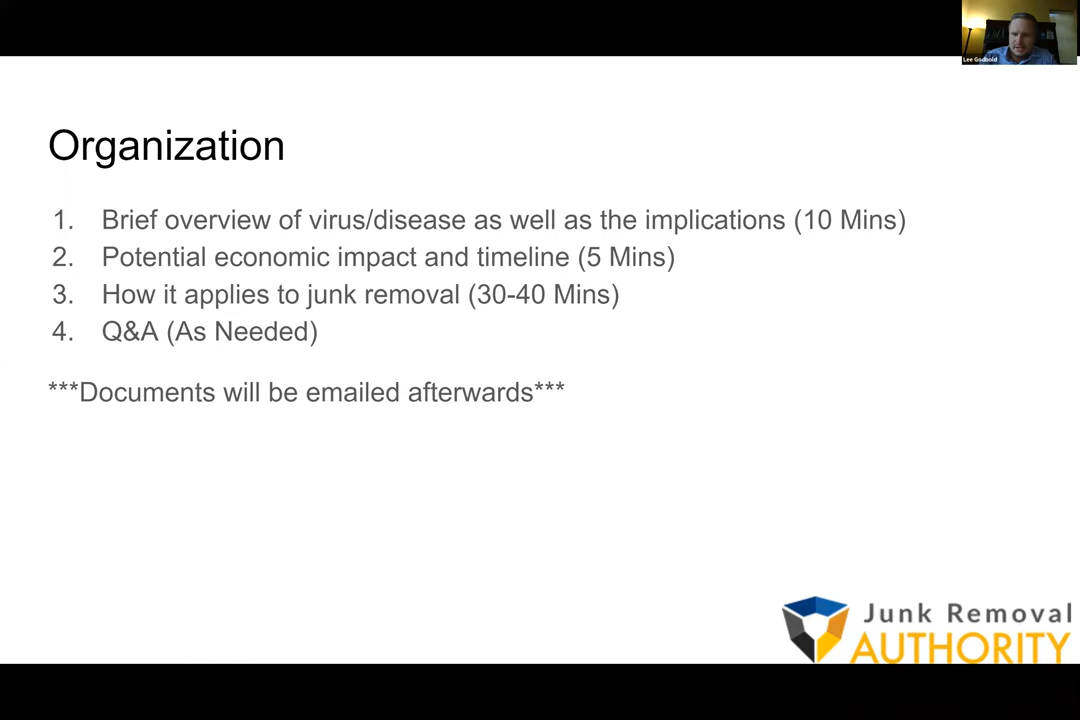 Lee Godbold
Organization
1. Brief overview of virus/disease as well as the implications (10 Mins)
2. Potential economic impact and timeline (5 Mins)
3. How it applies to junk removal (30-40 Mins)
4. Q&A (As Needed)
***Documents will be emailed afterwards***
Junk Removal
AUTHORITY